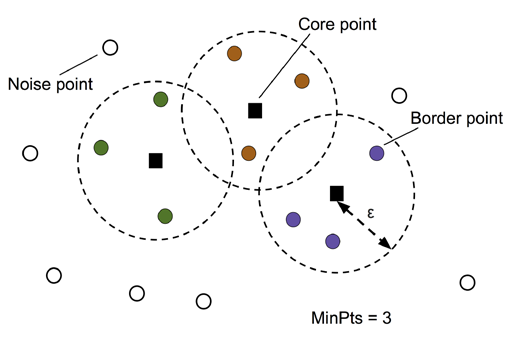 Core point
Noise point
Border point
ε
MinPts = 3